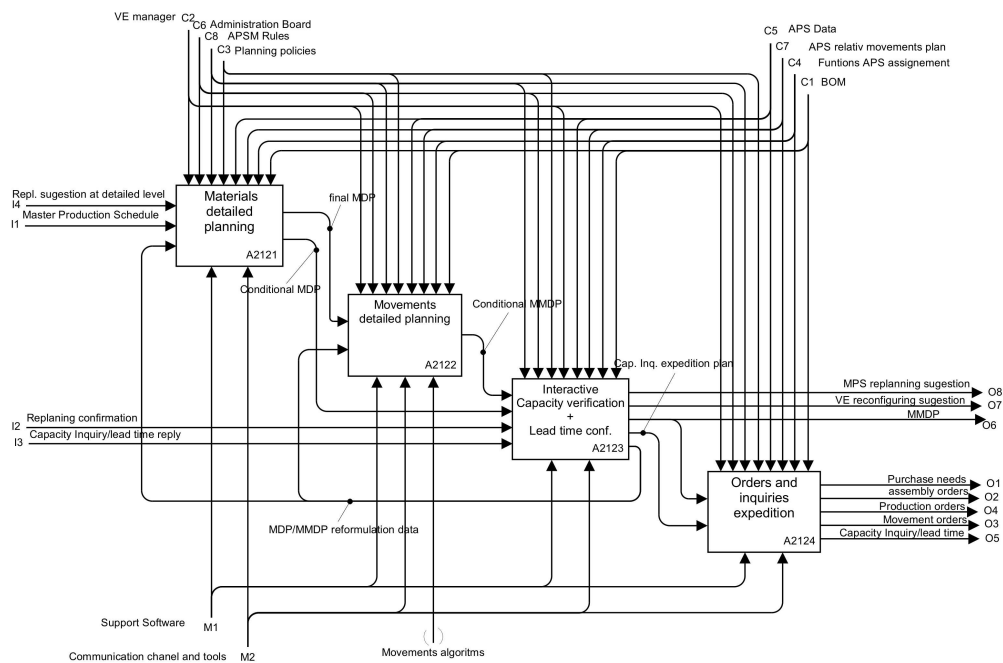 VE manager C2
C6 Administration Board
C8 APSM Rules
C3 Planning policies
C5 APS Data
C7 APS relativ movements plan
C4 Funtions APS assignement
C1 BOM
Repl. sugestion at detailed level
I4
Master Production Schedule
I1
Materials
detailed
planning
A2121
final MDP
Conditional MDP
Movements
detailed planning
A2122
Conditional MMDP
Cap. Inq. expedition plan
Interactive
Capacity verification
+
Lead time conf.
A2123
Replaning confirmation
I2
Capacity Inquiry/lead time reply
I3
MPS replanning sugestion
O8
VE reconfiguring sugestion
O7
MMDP
O6
MDP/MMDP reformulation data
Orders and
inquiries
expedition
A2124
Purchase needs
O1
assembly orders
O2
Production orders
O4
Movement orders
O3
Capacity Inquiry/lead time
O5
Support Software M1
Communication chanel and tools M2
( )
Movements algoritms